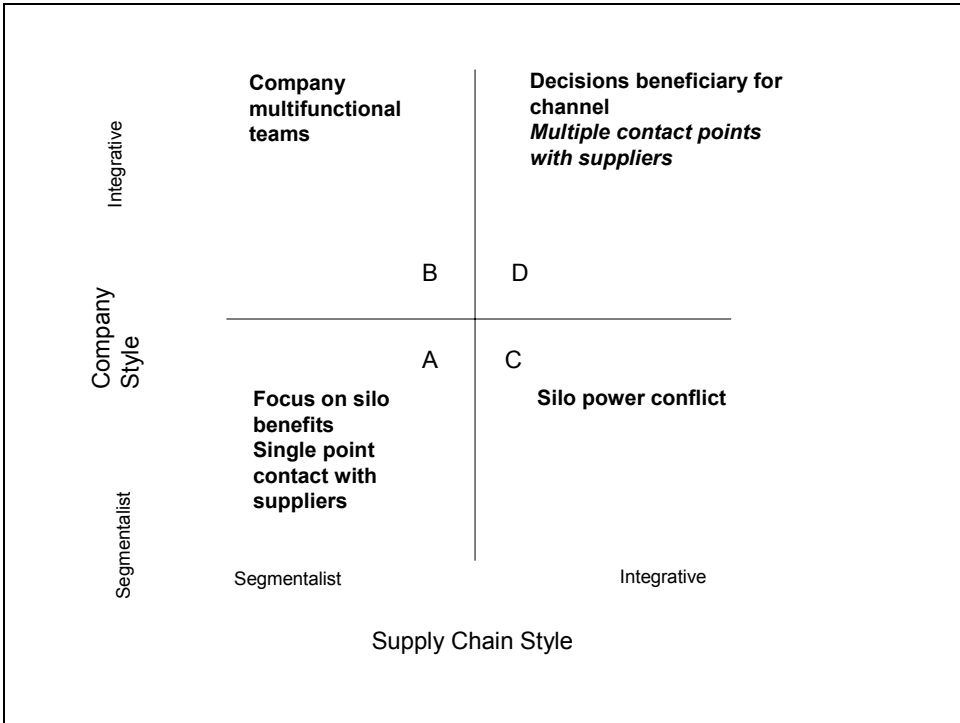 Company
multifunctional
teams
Decisions beneficiary for
channel
Multiple contact points
with suppliers
Integrative
B
D
Company
Style
A
C
Focus on silo
benefits
Single point
contact with
suppliers
Silo power conflict
Segmentalist
Segmentalist
Integrative
Supply Chain Style